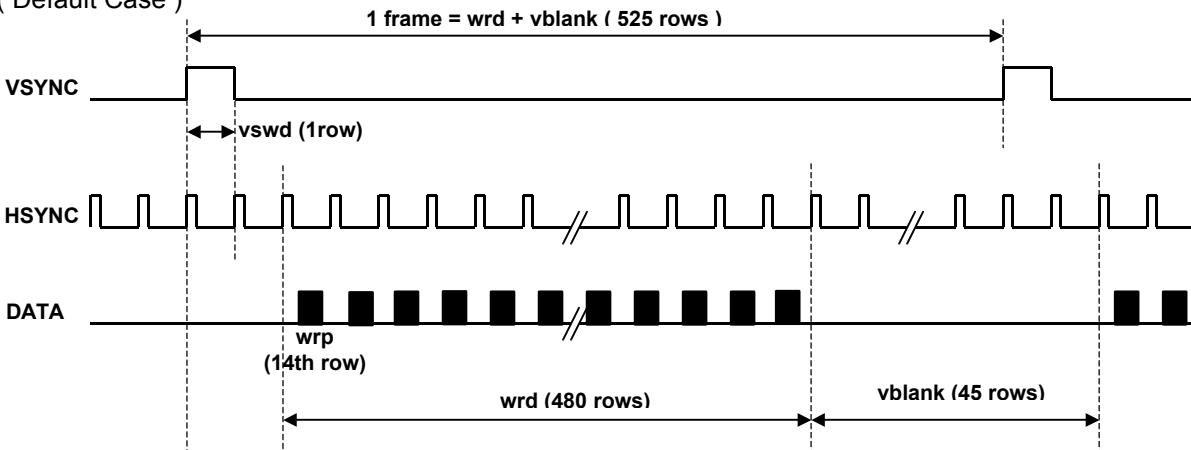 ( Default Case )
1 frame = wrd + vblank ( 525 rows )
VSYNC
vswd (1row)
HSYNC
DATA
wrp
(14th row)
wrd (480 rows)
vblank (45 rows)